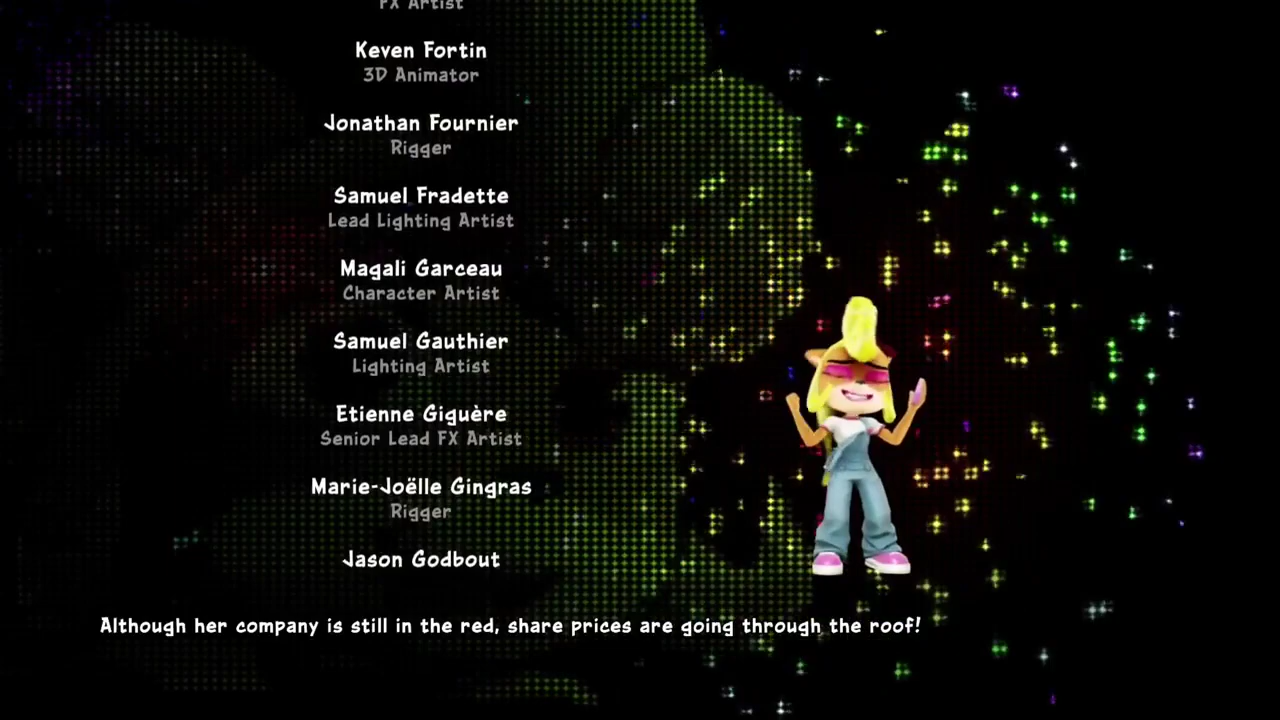 FX Artist
Keven Fortin
3D Animator
Jonathan Fournier
Rigger
Samuel Fradette
Lead Lighting Artist
Magali Garceau
Character Artist
Samuel Gauthier
Lighting Artist
Etienne Giguère
Senior Lead FX Artist
Marie-Joëlle Gingras
Rigger
Jason Godbout
Although her company is still in the red, share prices are going through the roof!